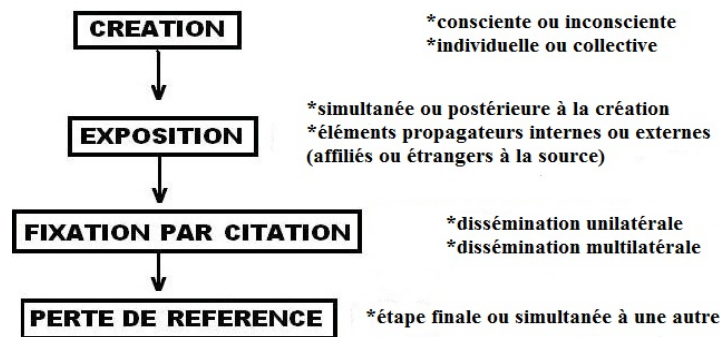 CREATION
*consciente ou inconsciente
*individuelle ou collective
*simultanée ou postérieure à la création
EXPOSITION
*éléments propagateurs internes ou externes
(affiliés ou étrangers à la source)
FIXATION PAR CITATION
*dissémination unilatérale
*dissémination multilatérale
PERTE DE REFERENCE
*étape finale ou simultanée à une autre